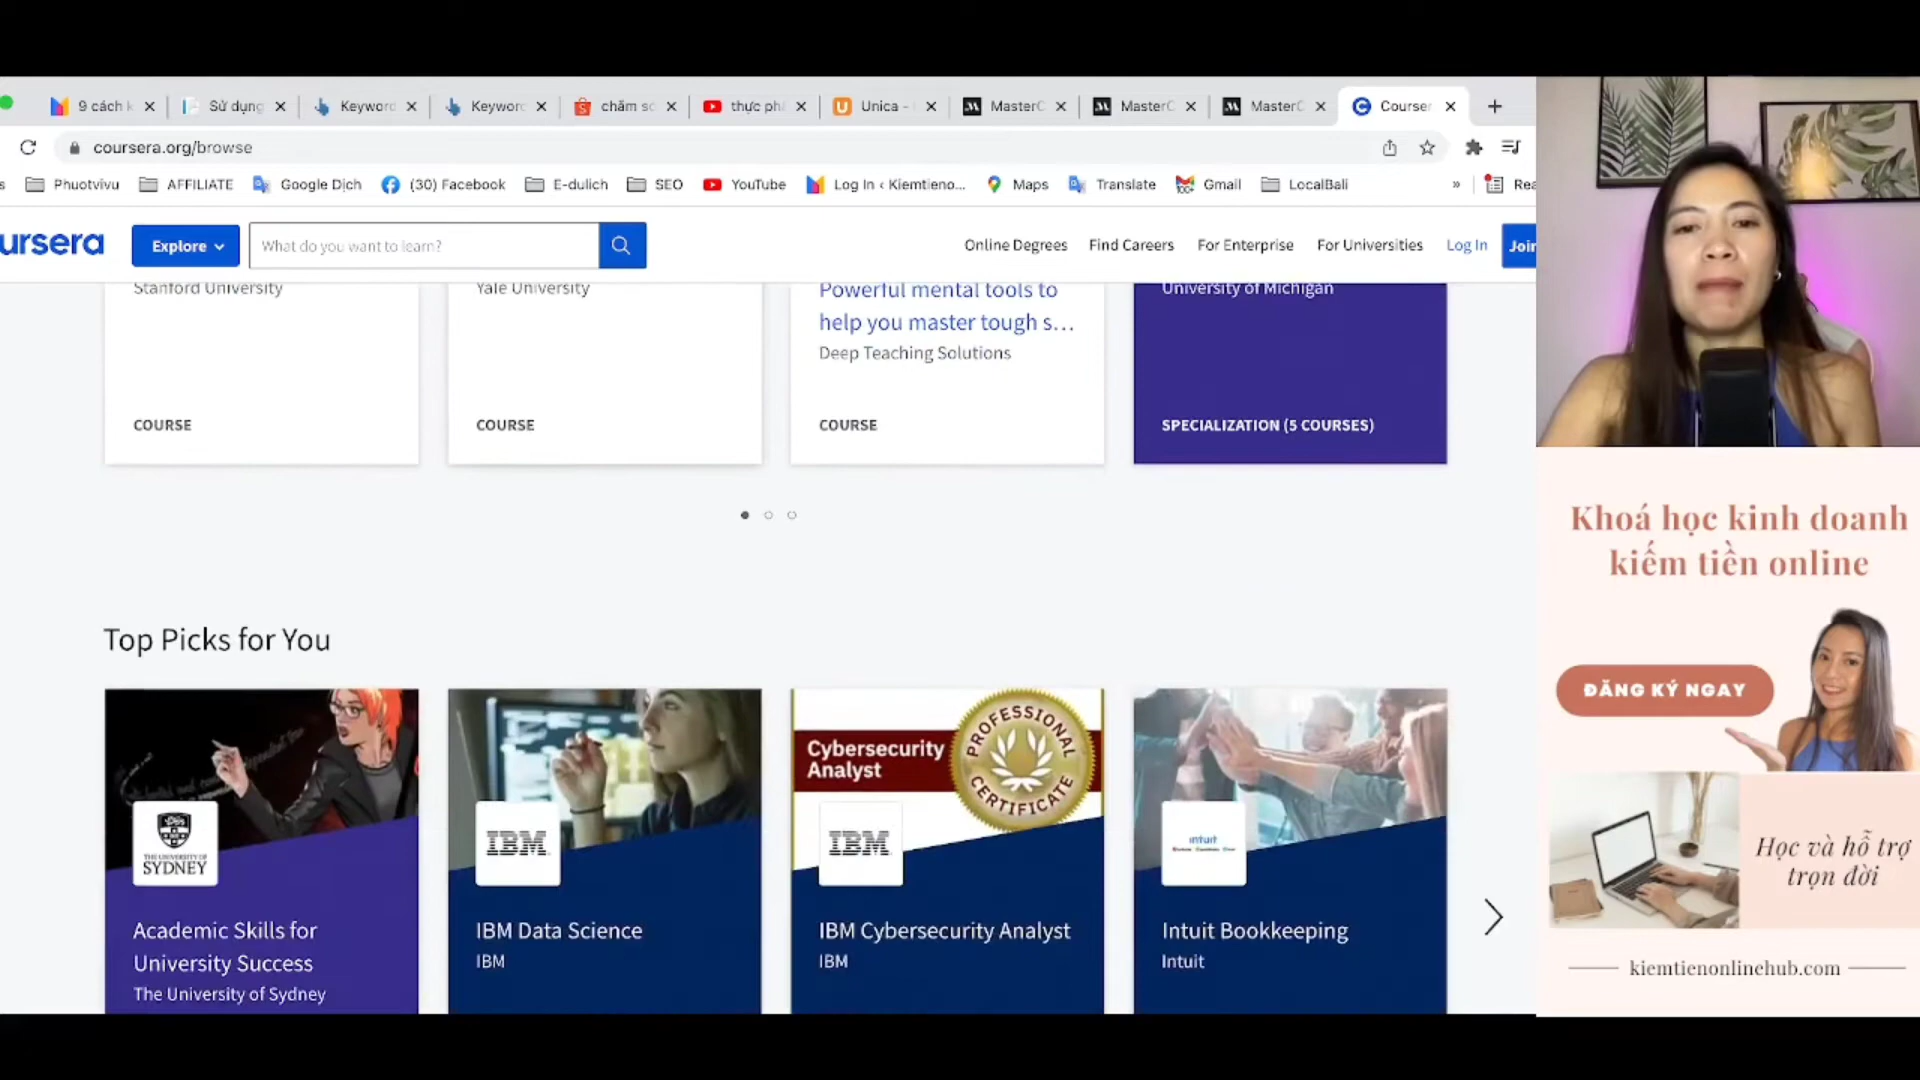 9 cách k
Sử dụng
Keyword
Keyword
chăm sc
thực phẩ
Unica -
MasterC
MasterC
MasterC
Courser
coursera.org/browse
s
Phuotvivu
AFFILIATE
Google Dịch
(30) Facebook
E-dulich
SEO
YouTube
Log In ‹ Kiemtieno...
Maps
Translate
Gmail
LocalBali
»
Rea
ursera
Explore
What do you want to learn?
Online Degrees
Find Careers
For Enterprise
For Universities
Log In
Join
Stanford University
Yale University
Powerful mental tools to
help you master tough s...
Deep Teaching Solutions
University of Michigan
COURSE
COURSE
COURSE
SPECIALIZATION (5 COURSES)
Top Picks for You
THE UNIVERSITY OF
SYDNEY
Academic Skills for
University Success
The University of Sydney
IBM
IBM Data Science
IBM
Cybersecurity
Analyst
PROFESSIONAL
CERTIFICATE
IBM
IBM Cybersecurity Analyst
IBM
intuit
Intuit Bookkeeping
Intuit
Khoá học kinh doanh
kiếm tiền online
ĐĂNG KÝ NGAY
Học và hỗ trợ
trọn đời
kiemtienonlinehub.com